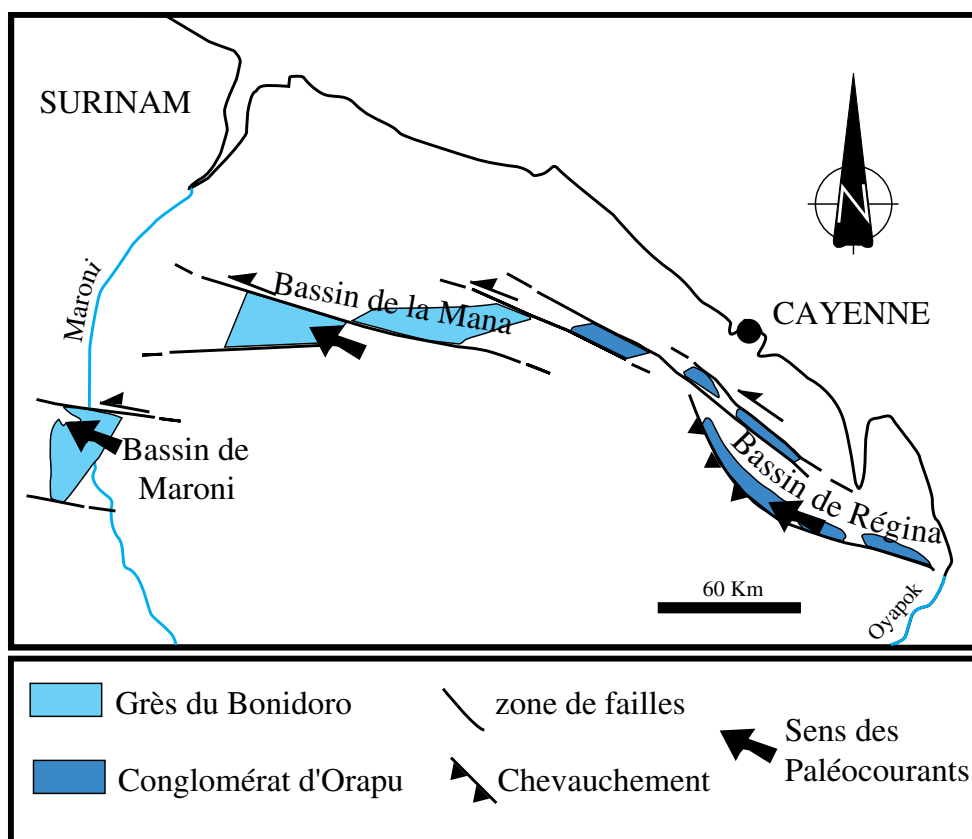 SURINAM
N
Maroni
Bassin de la Mana
CAYENNE
Bassin de
Maroni
Bassin de Régina
60 Km
Oyapok
Grès du Bonidoro
zone de failles
Sens des
Paléocourants
Conglomérat d'Orapu
Chevauchement